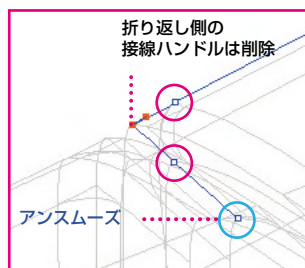 折り返し側の
接線ハンドルは削除
アンスムーズ